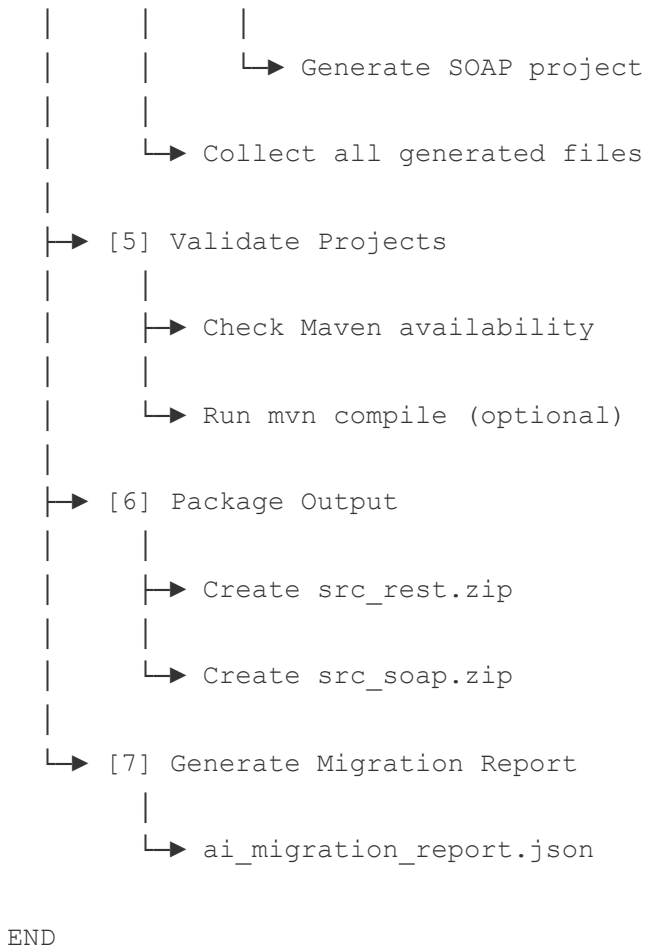 Generate SOAP project
Collect all generated files
[5] Validate Projects
Check Maven availability
Run mvn compile (optional)
[6] Package Output
Create src_rest.zip
Create src_soap.zip
[7] Generate Migration Report
ai_migration_report.json
END